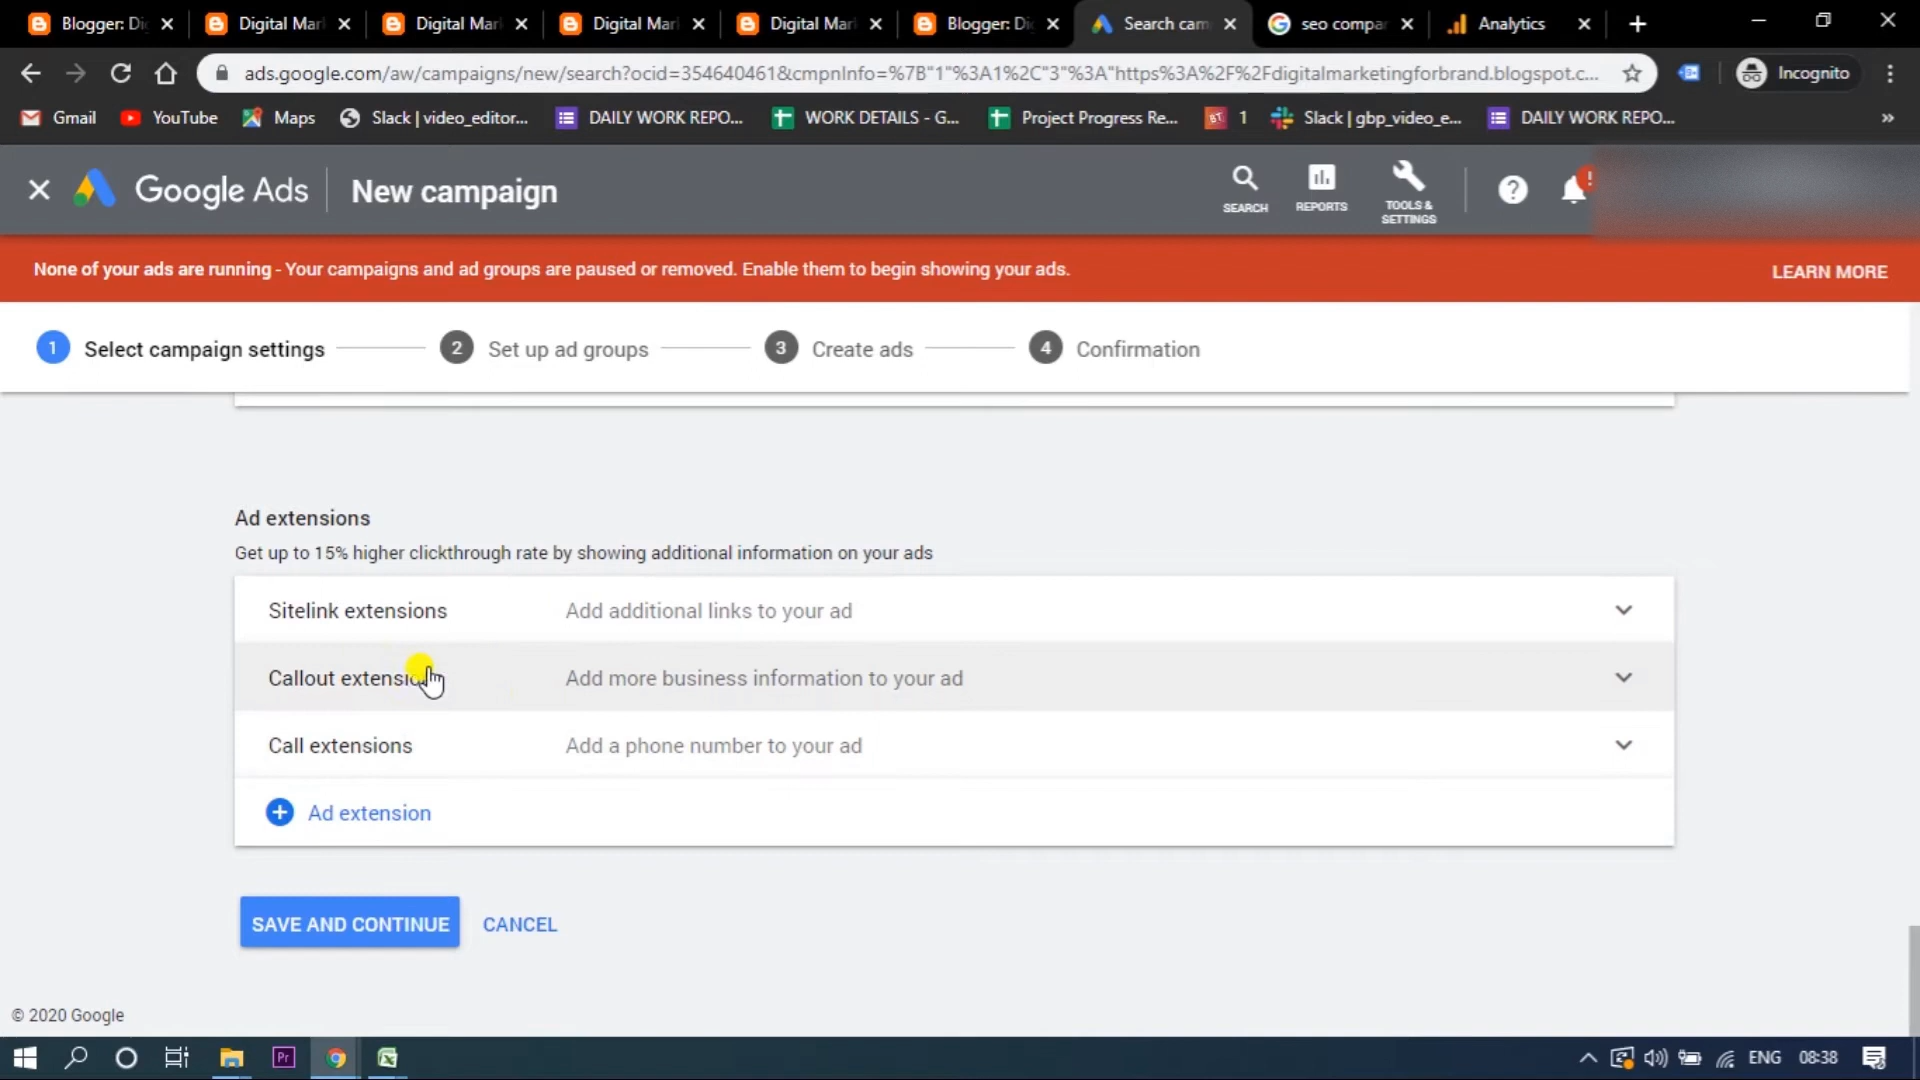 Blogger: Di
Digital Mar
Digital Mar
Digital Mar
Digital Mar
Blogger: Di
Search cam
seo compa
Analytics
ads.google.com/aw/campaigns/new/search?ocid=354640461&cmpnInfo=%7B"1"%3A1%2C"3"%3A"https%3A%2F%2Fdigitalmarketingforbrand.blogspot.c...
Incognito
Gmail
YouTube
Maps
Slack | video_editor...
DAILY WORK REPO...
WORK DETAILS - G...
Project Progress Re...
1
Slack | gbp_video_e...
DAILY WORK REPO...
»
Google Ads
New campaign
SEARCH
REPORTS
TOOLS &
SETTINGS
None of your ads are running - Your campaigns and ad groups are paused or removed. Enable them to begin showing your ads.
LEARN MORE
1 Select campaign settings
2 Set up ad groups
3 Create ads
4 Confirmation
Ad extensions
Get up to 15% higher clickthrough rate by showing additional information on your ads
Sitelink extensions
Add additional links to your ad
Callout extensio
Add more business information to your ad
Call extensions
Add a phone number to your ad
Ad extension
SAVE AND CONTINUE
CANCEL
© 2020 Google
Pr
ENG
08:38